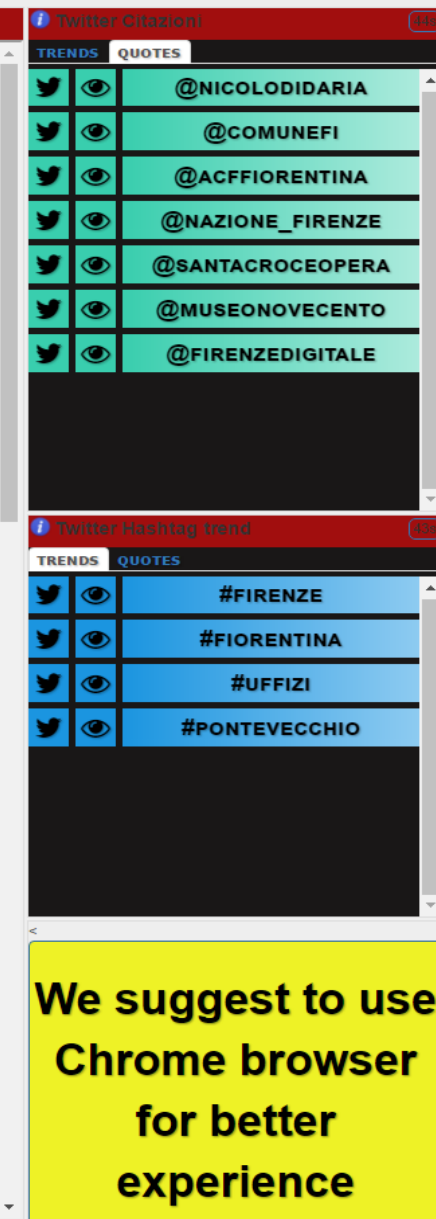 Twitter Citazioni
TRENDS QUOTES
@NICOLODIDARIA
@COMUNEFI
@ACFFIORENTINA
@NAZIONE_FIRENZE
@SANTACROCEOPERA
@MUSEONOVECENTO
@FIRENZEDIGITALE
Twitter Hashtag trend
TRENDS QUOTES
#FIRENZE
#FIORENTINA
#UFFIZI
#PONTEVECCHIO
<
We suggest to use
Chrome browser
for better
experience